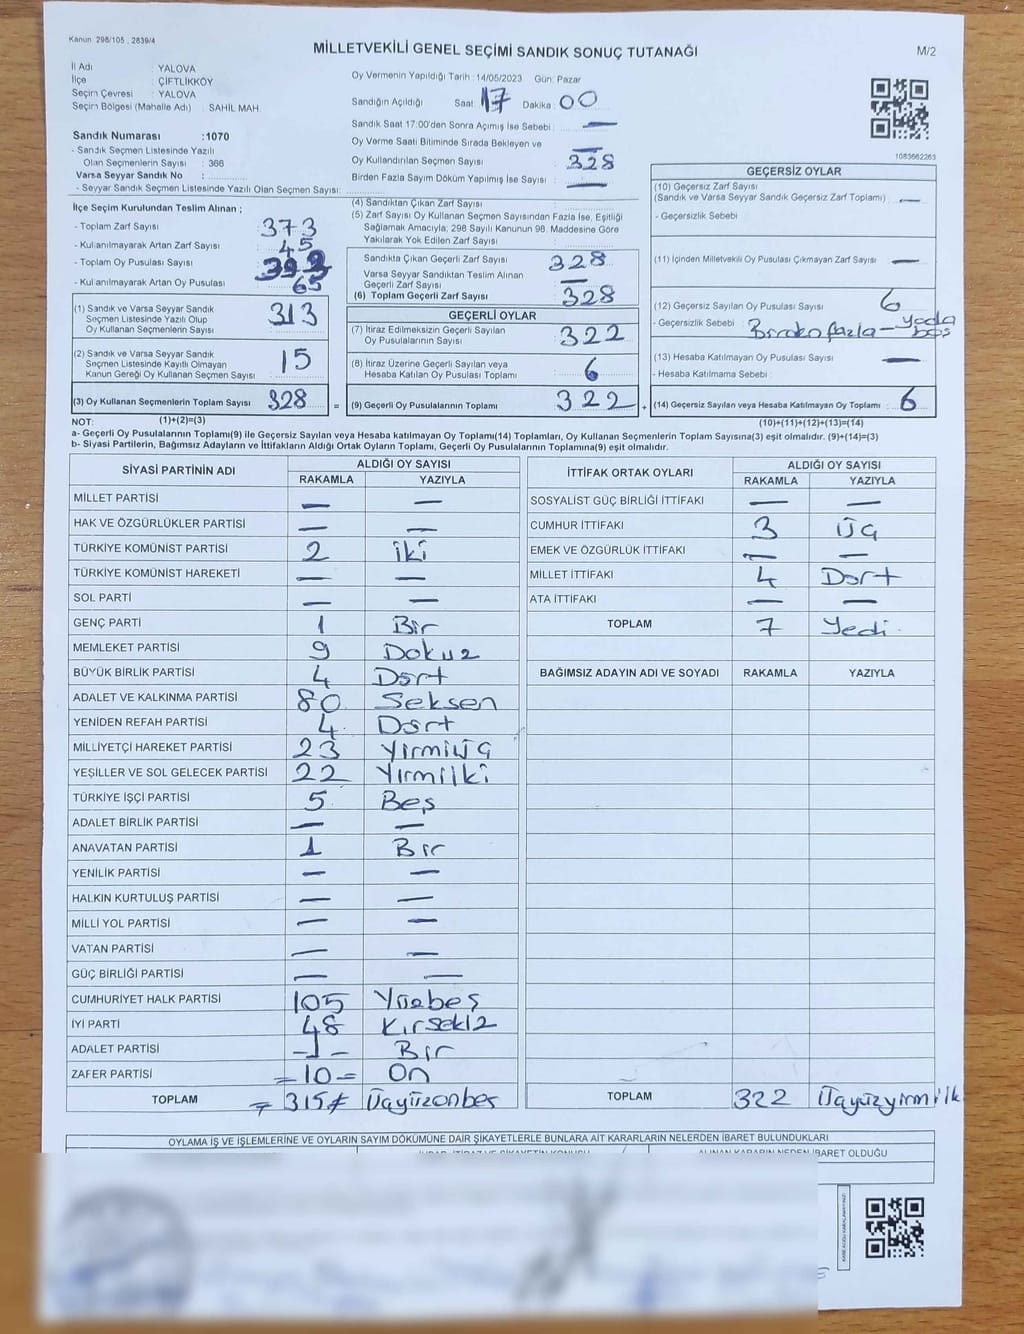 Kanun 298/105 , 2839/4
MİLLETVEKİLİ GENEL SEÇİMİ SANDIK SONUÇ TUTANAĞI
M/2
İl Adı : YALOVA
İlçe : ÇİFTLİKKÖY
Seçim Çevresi : YALOVA
Seçim Bölgesi (Mahalle Adı) : SAHİL MAH.
Oy Vermenin Yapıldığı Tarih : 14/05/2023 Gün: Pazar
Sandığın Açıldığı Saat: 17 Dakika : 00
Sandık Saat 17:00'den Sonra Açımış İse Sebebi : —
Oy Verme Saati Bitiminde Sırada Bekleyen ve —
Oy Kullandırılan Seçmen Sayısı : 328
Birden Fazla Sayım Döküm Yapılmış İse Sayısı : —
Sandık Numarası :1070
- Sandık Seçmen Listesinde Yazılı
Olan Seçmenlerin Sayısı : 366
Varsa Seyyar Sandık No :
- Seyyar Sandık Seçmen Listesinde Yazılı Olan Seçmen Sayısı:
1083662263
İlçe Seçim Kurulundan Teslim Alınan ;
- Toplam Zarf Sayısı : 373
- Kullanılmayarak Artan Zarf Sayısı : 45
- Toplam Oy Pusulası Sayısı :
- Kullanılmayarak Artan Oy Pusulası : 65
(1) Sandık ve Varsa Seyyar Sandık
Seçmen Listesinde Yazılı Olup
Oy Kullanan Seçmenlerin Sayısı : 313
(2) Sandık ve Varsa Seyyar Sandık
Seçmen Listesinde Kayıtlı Olmayan
Kanun Gereği Oy Kullanan Seçmen Sayısı : 15
(3) Oy Kullanan Seçmenlerin Toplam Sayısı : 328
(1)+(2)=(3)
(4) Sandıktan Çıkan Zarf Sayısı :
(5) Zarf Sayısı Oy Kullanan Seçmen Sayısından Fazla İse, Eşitliği
Sağlamak Amacıyla, 298 Sayılı Kanunun 98. Maddesine Göre
Yakılarak Yok Edilen Zarf Sayısı :
Sandıkta Çıkan Geçerli Zarf Sayısı : 328
Varsa Seyyar Sandıktan Teslim Alınan —
Geçerli Zarf Sayısı
(6) Toplam Geçerli Zarf Sayısı : 328
GEÇERLİ OYLAR
(7) İtiraz Edilmeksizin Geçerli Sayılan
Oy Pusulalarının Sayısı : 322
(8) İtiraz Üzerine Geçerli Sayılan veya
Hesaba Katılan Oy Pusulası Toplamı : 6
= (9) Geçerli Oy Pusulalarının Toplamı : 322
GEÇERSİZ OYLAR
(10) Geçersiz Zarf Sayısı
(Sandık ve Varsa Seyyar Sandık Geçersiz Zarf Toplamı) : —
- Geçersizlik Sebebi :
(11) İçinden Milletvekili Oy Pusulası Çıkmayan Zarf Sayısı : —
(12) Geçersiz Sayılan Oy Pusulası Sayısı : 6
- Geçersizlik Sebebi : Birden fazla – yada boş
(13) Hesaba Katılmayan Oy Pusulası Sayısı : —
- Hesaba Katılmama Sebebi :
+ (14) Geçersiz Sayılan veya Hesaba Katılmayan Oy Toplamı : 6
(10)+(11)+(12)+(13)=(14)
NOT:
a- Geçerli Oy Pusulalarının Toplamı(9) ile Geçersiz Sayılan veya Hesaba katılmayan Oy Toplamı(14) Toplamları, Oy Kullanan Seçmenlerin Toplam Sayısına(3) eşit olmalıdır. (9)+(14)=(3)
b- Siyasi Partilerin, Bağımsız Adayların ve İttifakların Aldığı Ortak Oyların Toplamı, Geçerli Oy Pusulalarının Toplamına(9) eşit olmalıdır.
SİYASİ PARTİNİN ADI ALDIĞI OY SAYISI
RAKAMLA YAZIYLA
MİLLET PARTİSİ — —
HAK VE ÖZGÜRLÜKLER PARTİSİ — —
TÜRKİYE KOMÜNİST PARTİSİ 2 iki
TÜRKİYE KOMÜNİST HAREKETİ — —
SOL PARTİ — —
GENÇ PARTİ 1 Bir
MEMLEKET PARTİSİ 9 Dokuz
BÜYÜK BİRLİK PARTİSİ 4 Dört
ADALET VE KALKINMA PARTİSİ 80 Seksen
YENİDEN REFAH PARTİSİ 4 Dört
MİLLİYETÇİ HAREKET PARTİSİ 23 Yirmiüç
YEŞİLLER VE SOL GELECEK PARTİSİ 22 Yirmiiki
TÜRKİYE İŞÇİ PARTİSİ 5 Beş
ADALET BİRLİK PARTİSİ — —
ANAVATAN PARTİSİ 1 Bir
YENİLİK PARTİSİ — —
HALKIN KURTULUŞ PARTİSİ — —
MİLLİ YOL PARTİSİ — —
VATAN PARTİSİ — —
GÜÇ BİRLİĞİ PARTİSİ — —
CUMHURİYET HALK PARTİSİ 105 Yüzbeş
İYİ PARTİ 48 Kırsekiz
ADALET PARTİSİ -1- Bir
ZAFER PARTİSİ =10= On
TOPLAM = 315 ≠ Üçyüzonbeş
İTTİFAK ORTAK OYLARI ALDIĞI OY SAYISI
RAKAMLA YAZIYLA
SOSYALİST GÜÇ BİRLİĞİ İTTİFAKI — —
CUMHUR İTTİFAKI 3 Üç
EMEK VE ÖZGÜRLÜK İTTİFAKI — —
MİLLET İTTİFAKI 4 Dört
ATA İTTİFAKI — —
TOPLAM 7 Yedi
BAĞIMSIZ ADAYIN ADI VE SOYADI RAKAMLA YAZIYLA
TOPLAM 322 Üçyüzyirmiik
OYLAMA İŞ VE İŞLEMLERİNE VE OYLARIN SAYIM DÖKÜMÜNE DAİR ŞİKAYETLERLE BUNLARA AİT KARARLARIN NELERDEN İBARET BULUNDUKLARI
ALINAN KARARIN NEDEN İBARET OLDUĞU